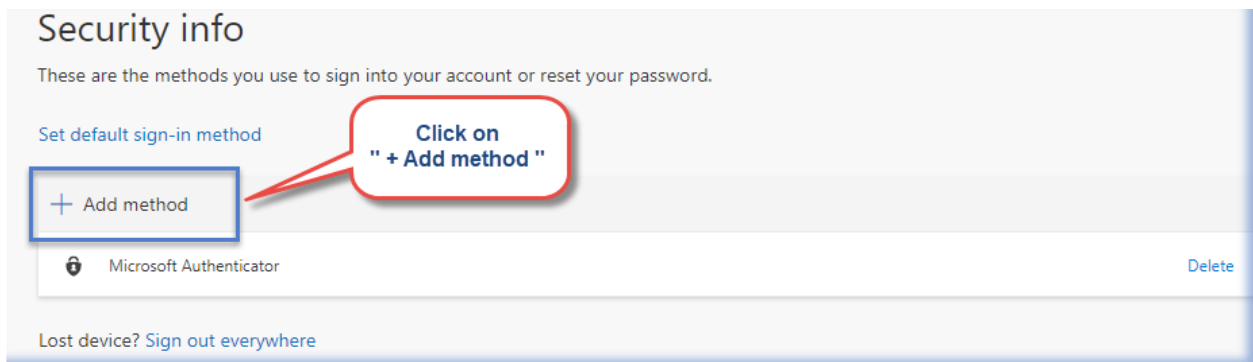 Security info
These are the methods you use to sign into your account or reset your password.
Set default sign-in method
Click on
" + Add method "
+ Add method
Microsoft Authenticator
Delete
Lost device? Sign out everywhere